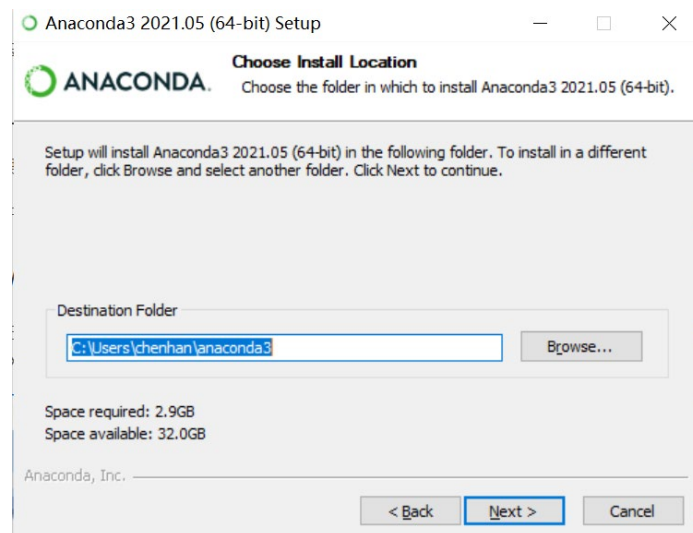 Anaconda3 2021.05 (64-bit) Setup
ANACONDA.
Choose Install Location
Choose the folder in which to install Anaconda3 2021.05 (64-bit).
Setup will install Anaconda3 2021.05 (64-bit) in the following folder. To install in a different
folder, click Browse and select another folder. Click Next to continue.
Destination Folder
C:\Users\chenhan\anaconda3
Browse...
Space required: 2.9GB
Space available: 32.0GB
Anaconda, Inc.
< Back
Next >
Cancel